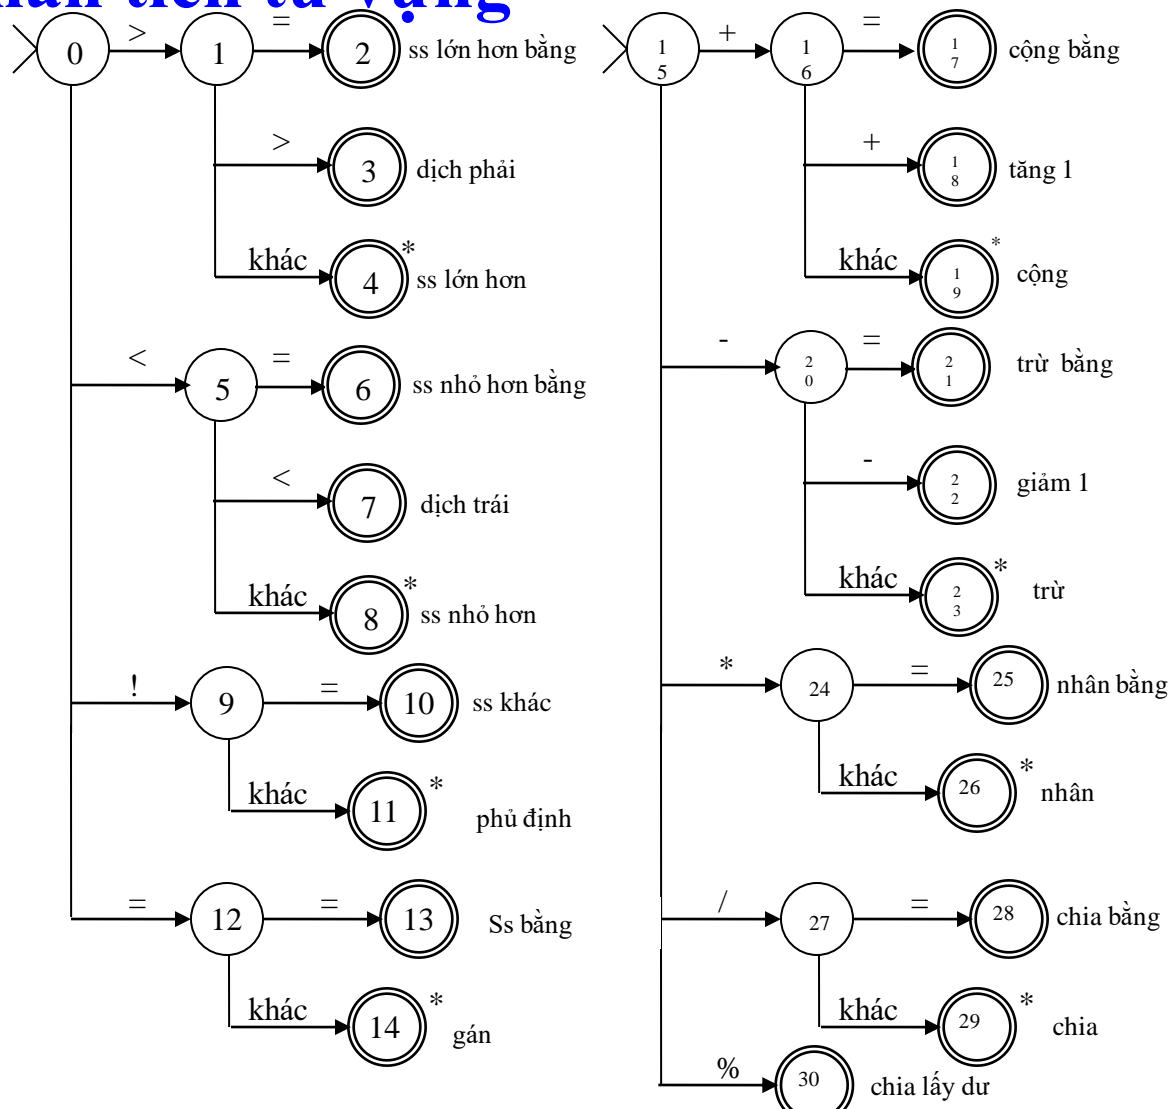 vựng
0 > 1 = 2 ss lớn hơn bằng
> 3 dịch phải
khác 4 * ss lớn hơn
< 5 = 6 ss nhỏ hơn bằng
< 7 dịch trái
khác 8 * ss nhỏ hơn
! 9 = 10 ss khác
khác 11 * phủ định
= 12 = 13 Ss bằng
khác 14 * gán
15 + 16 = 17 cộng bằng
+ 18 tăng 1
khác 19 * cộng
- 20 = 21 trừ bằng
- 22 giảm 1
khác 23 * trừ
* 24 = 25 nhân bằng
khác 26 * nhân
/ 27 = 28 chia bằng
khác 29 * chia
% 30 chia lấy dư